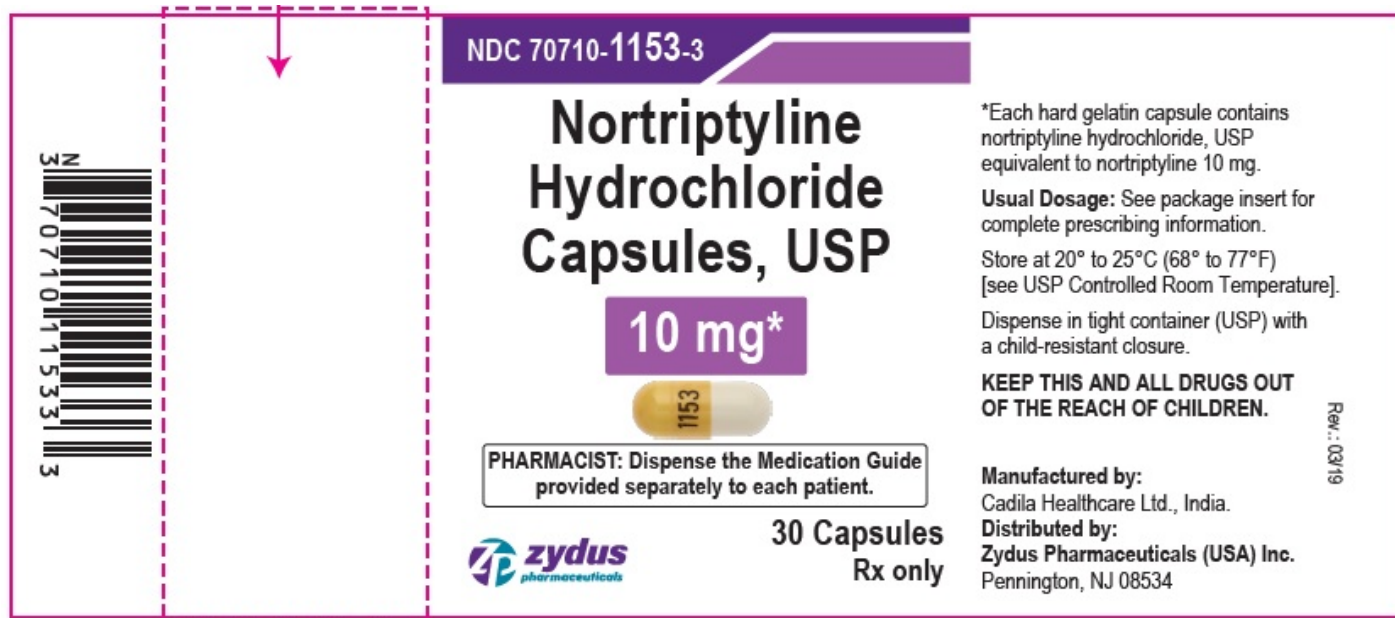 N
3 70710 11533 3
NDC 70710-1153-3
Nortriptyline
Hydrochloride
Capsules, USP
10 mg*
1153
PHARMACIST: Dispense the Medication Guide
provided separately to each patient.
zydus
pharmaceuticals
30 Capsules
Rx only
*Each hard gelatin capsule contains
nortriptyline hydrochloride, USP
equivalent to nortriptyline 10 mg.
Usual Dosage: See package insert for
complete prescribing information.
Store at 20° to 25°C (68° to 77°F)
[see USP Controlled Room Temperature].
Dispense in tight container (USP) with
a child-resistant closure.
KEEP THIS AND ALL DRUGS OUT
OF THE REACH OF CHILDREN.
Manufactured by:
Cadila Healthcare Ltd., India.
Distributed by:
Zydus Pharmaceuticals (USA) Inc.
Pennington, NJ 08534
Rev.: 03/19